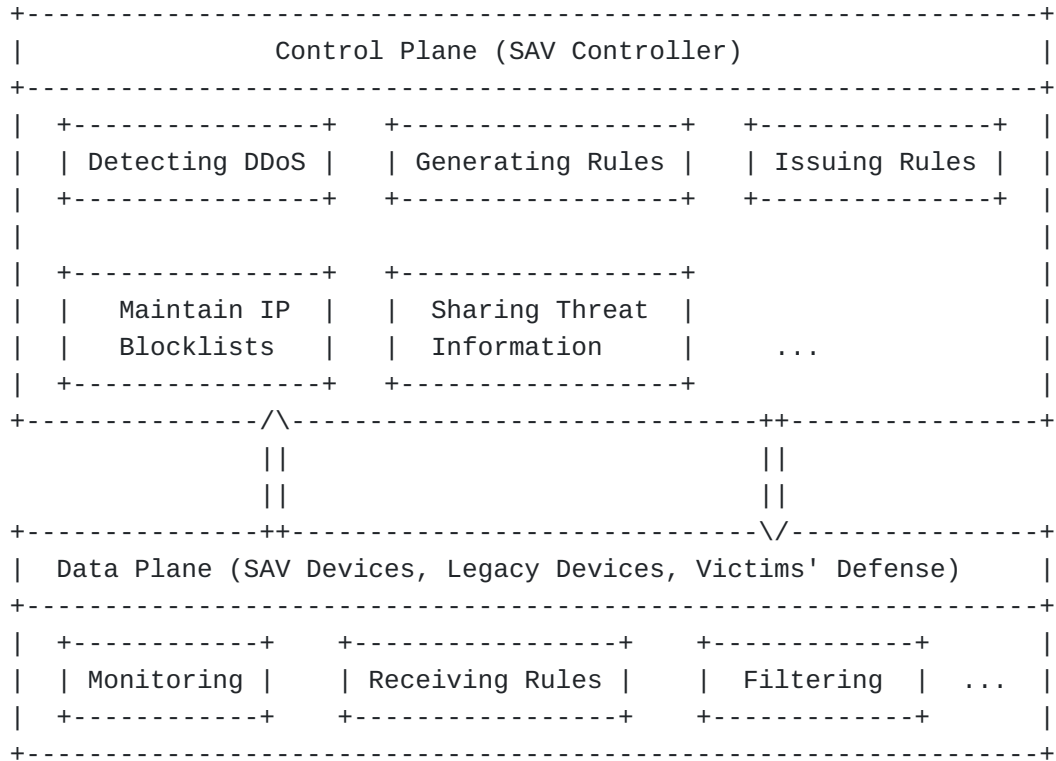 +-----------------------------------------------------------------+
|                Control Plane (SAV Controller)                   |
+-----------------------------------------------------------------+
|  +----------------+   +------------------+   +---------------+  |
|  | Detecting DDoS |   | Generating Rules |   | Issuing Rules |  |
|  +----------------+   +------------------+   +---------------+  |
|                                                                 |
|  +----------------+   +------------------+                      |
|  |   Maintain IP  |   |  Sharing Threat  |                      |
|  |   Blocklists   |   |  Information     |     ...              |
|  +----------------+   +------------------+                      |
+---------------/\------------------------------++----------------+
                ||                              ||
                ||                              ||
+---------------++------------------------------\/----------------+
|  Data Plane (SAV Devices, Legacy Devices, Victims' Defense)     |
+-----------------------------------------------------------------+
|  +------------+    +-----------------+    +-------------+       |
|  | Monitoring |    | Receiving Rules |    |  Filtering  |  ...  |
|  +------------+    +-----------------+    +-------------+       |
+-----------------------------------------------------------------+